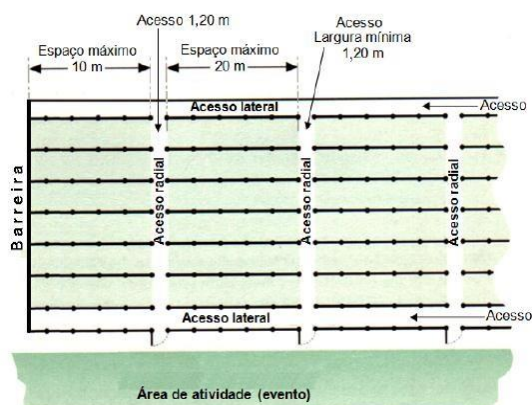 Acesso 1,20 m
Acesso
Largura mínima
1,20 m
Espaço máximo
10 m
Espaço máximo
20 m
Acesso lateral
Acesso
Barreira
Acesso radial
Acesso radial
Acesso radial
Acesso lateral
Acesso
Área de atividade (evento)